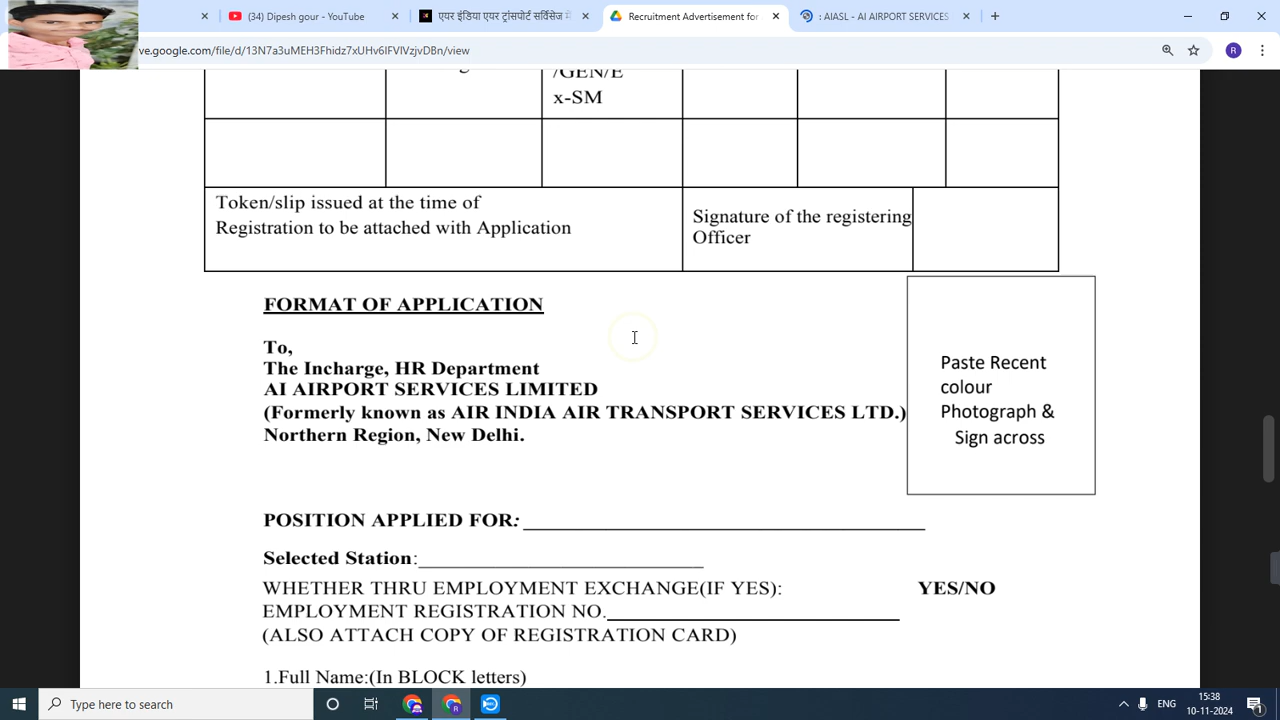 (34) Dipesh gour - YouTube
एयर इंडिया एयर ट्रांसपोर्ट सर्विसेज
Recruitment Advertisement for
AIASL - AI AIRPORT SERVICES
ve.google.com/file/d/13N7a3uMEH3Fhidz7xUHv6IFVIVzjvDBn/view
R
/GEN/E
x-SM
Token/slip issued at the time of
Registration to be attached with Application
Signature of the registering
Officer
FORMAT OF APPLICATION
To,
The Incharge, HR Department
AI AIRPORT SERVICES LIMITED
(Formerly known as AIR INDIA AIR TRANSPORT SERVICES LTD.)
Northern Region, New Delhi.
Paste Recent
colour
Photograph &
Sign across
POSITION APPLIED FOR:
Selected Station:
WHETHER THRU EMPLOYMENT EXCHANGE(IF YES): YES/NO
EMPLOYMENT REGISTRATION NO.
(ALSO ATTACH COPY OF REGISTRATION CARD)
1.Full Name:(In BLOCK letters)
Type here to search
15:38
10-11-2024